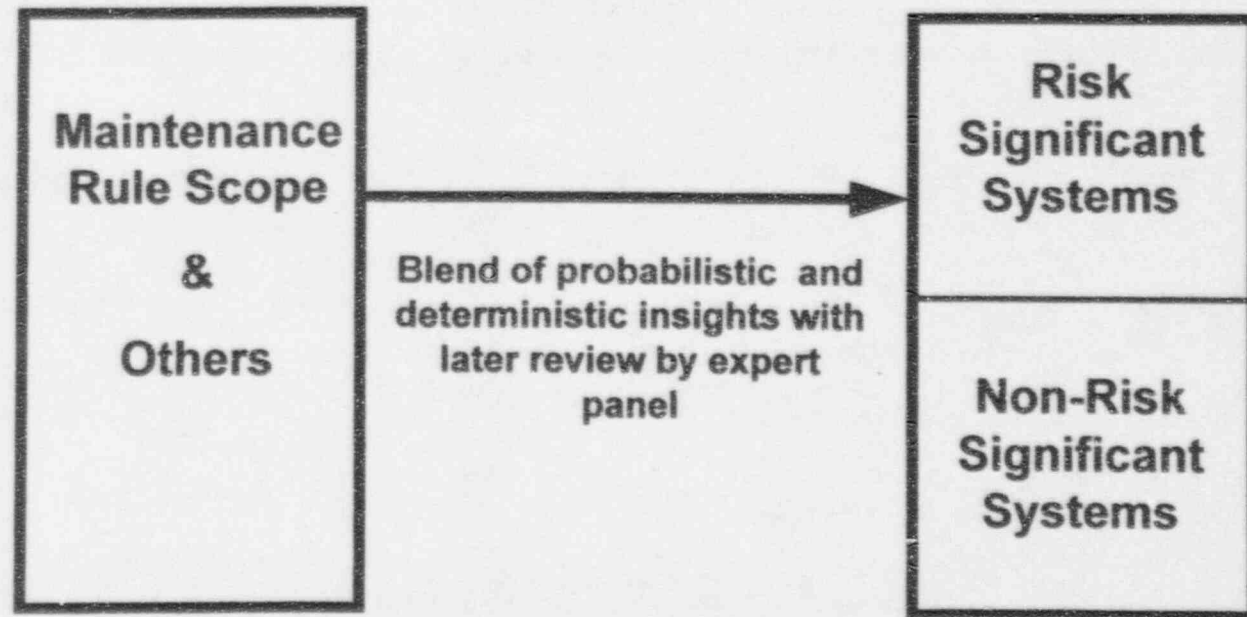 Maintenance
Rule Scope
&
Others
Blend of probabilistic and
deterministic insights with
later review by expert
panel
Risk
Significant
Systems
Non-Risk
Significant
Systems